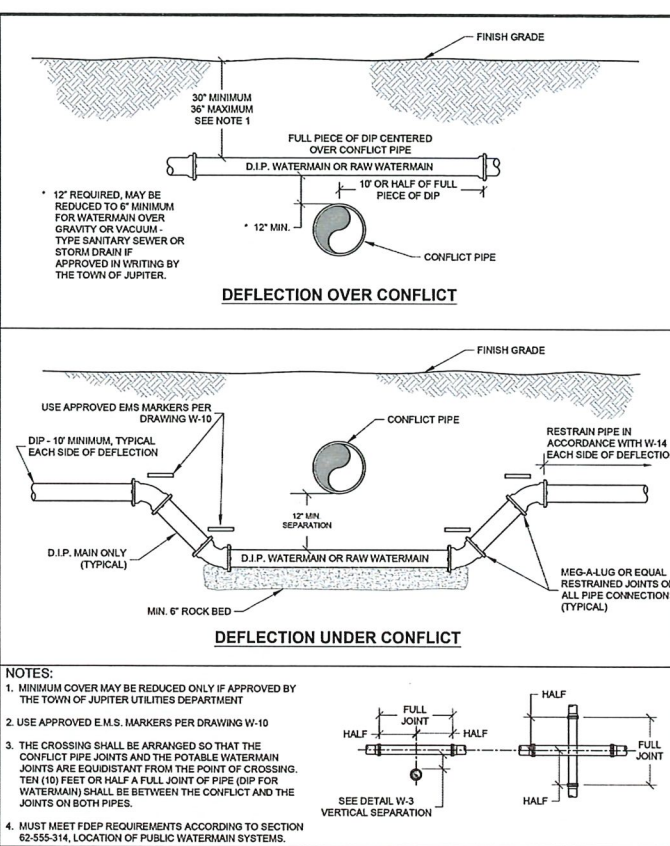 FINISH GRADE
30" MINIMUM
36" MAXIMUM
SEE NOTE 1
FULL PIECE OF DIP CENTERED
OVER CONFLICT PIPE
D.I.P. WATERMAIN OR RAW WATERMAIN
10' OR HALF OF FULL
PIECE OF DIP
* 12" REQUIRED, MAY BE
REDUCED TO 6" MINIMUM
FOR WATERMAIN OVER
GRAVITY OR VACUUM -
TYPE SANITARY SEWER OR
STORM DRAIN IF
APPROVED IN WRITING BY
THE TOWN OF JUPITER.
* 12" MIN.
CONFLICT PIPE
DEFLECTION OVER CONFLICT
FINISH GRADE
USE APPROVED EMS MARKERS PER
DRAWING W-10
CONFLICT PIPE
DIP - 10' MINIMUM, TYPICAL
EACH SIDE OF DEFLECTION
RESTRAIN PIPE IN
ACCORDANCE WITH W-14
EACH SIDE OF DEFLECTIO
12" MIN
SEPARATION
D.I.P. MAIN ONLY
(TYPICAL)
D.I.P. WATERMAIN OR RAW WATERMAIN
MEG-A-LUG OR EQUAL
RESTRAINED JOINTS O
ALL PIPE CONNECTION
(TYPICAL)
MIN. 6" ROCK BED
DEFLECTION UNDER CONFLICT
NOTES:
1. MINIMUM COVER MAY BE REDUCED ONLY IF APPROVED BY
THE TOWN OF JUPITER UTILITIES DEPARTMENT
2. USE APPROVED E.M.S. MARKERS PER DRAWING W-10
3. THE CROSSING SHALL BE ARRANGED SO THAT THE
CONFLICT PIPE JOINTS AND THE POTABLE WATERMAIN
JOINTS ARE EQUIDISTANT FROM THE POINT OF CROSSING.
TEN (10) FEET OR HALF A FULL JOINT OF PIPE (DIP FOR
WATERMAIN) SHALL BE BETWEEN THE CONFLICT AND THE
JOINTS ON BOTH PIPES.
4. MUST MEET FDEP REQUIREMENTS ACCORDING TO SECTION
62-555-314, LOCATION OF PUBLIC WATERMAIN SYSTEMS.
FULL
JOINT
HALF
HALF
SEE DETAIL W-3
VERTICAL SEPARATION
HALF
FULL
JOINT
HALF